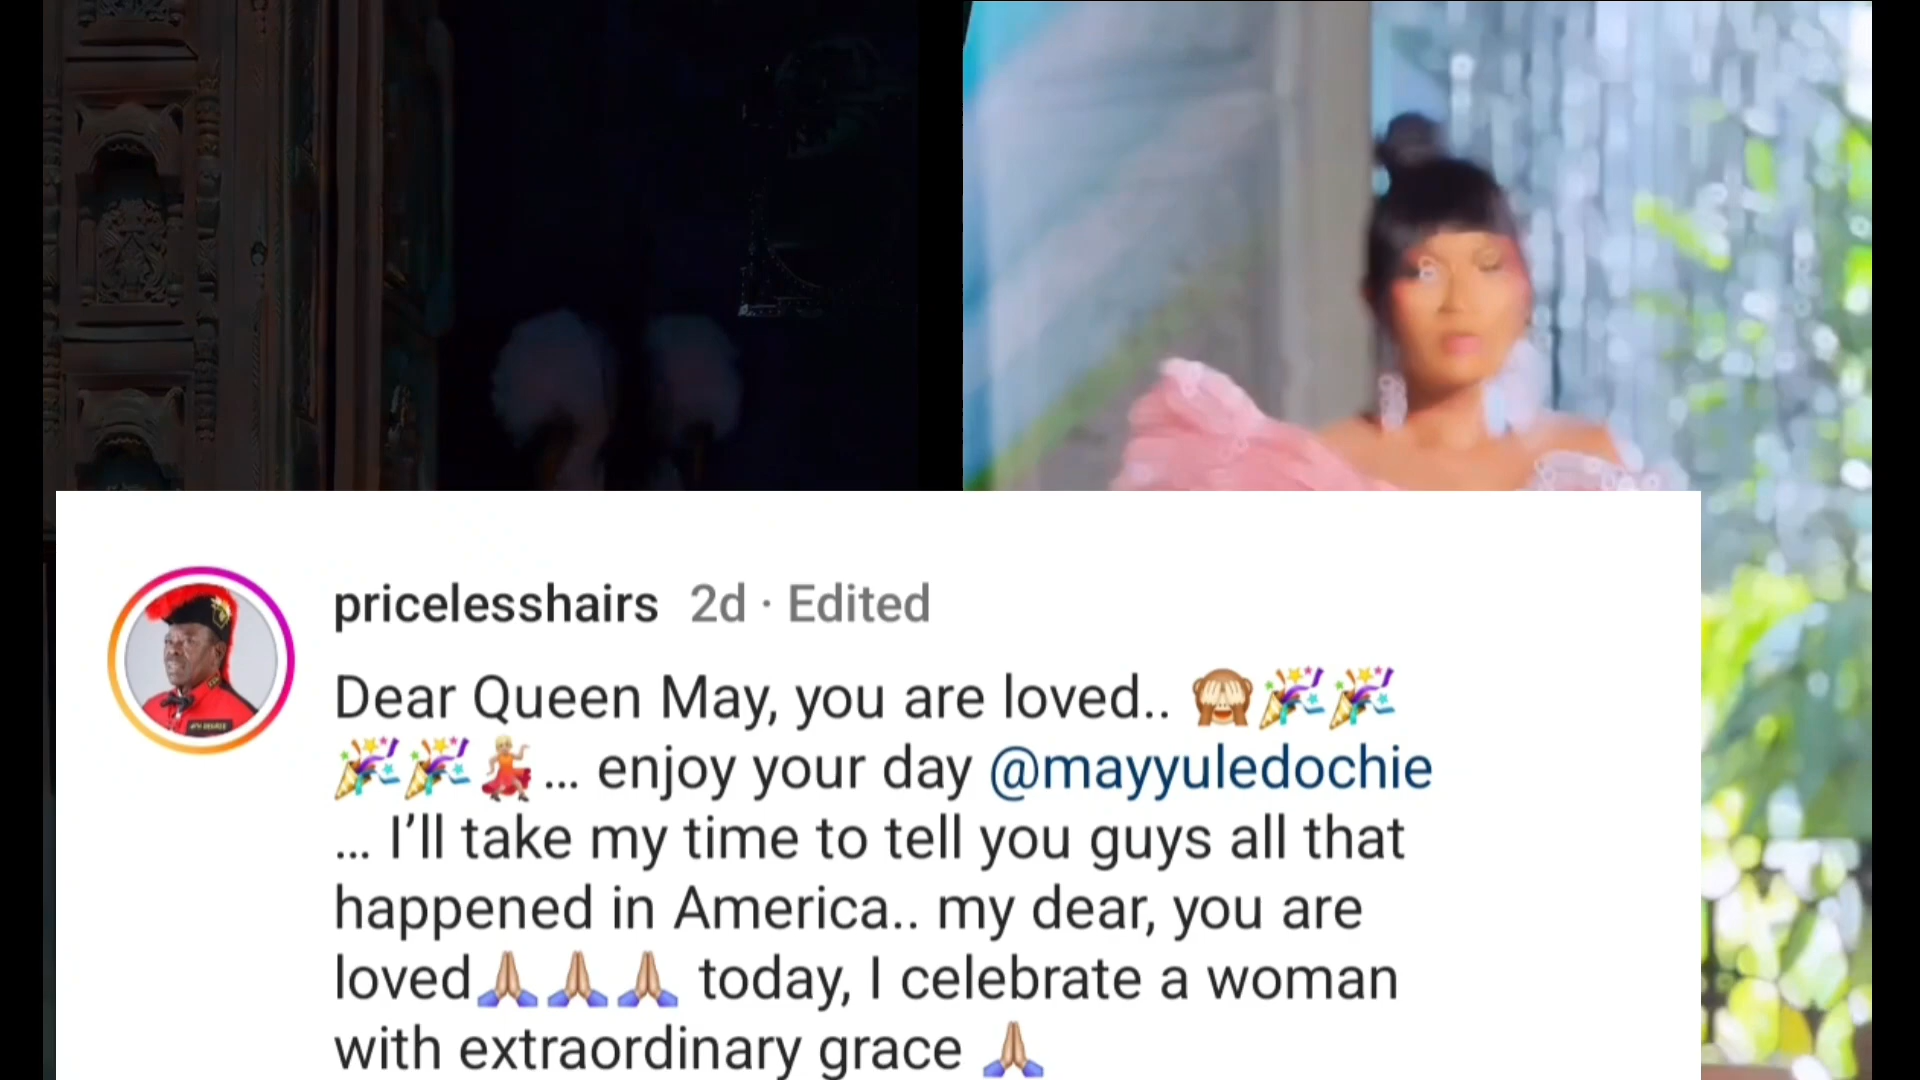 pricelesshairs 2d · Edited
Dear Queen May, you are loved.. 🙈🎉🎉
🎉🎉💃🏼... enjoy your day @mayyuledochie
... I’ll take my time to tell you guys all that
happened in America.. my dear, you are
loved🙏🏽🙏🏽🙏🏽 today, I celebrate a woman
with extraordinary grace 🙏🏽